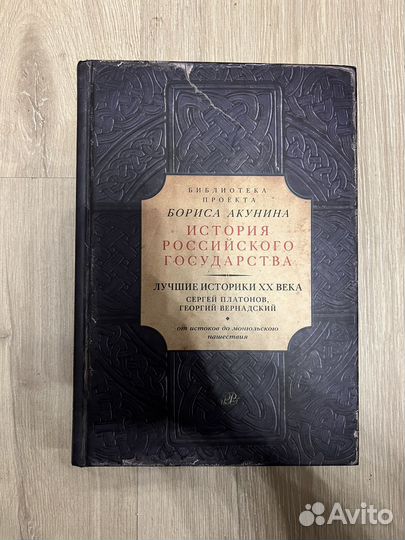 БИБЛИОТЕКА
ПРОЕКТА
БОРИСА АКУНИНА
ИСТОРИЯ
РОССИЙСКОГО
ГОСУДАРСТВА
ЛУЧШИЕ ИСТОРИКИ XX ВЕКА
СЕРГЕЙ ПЛАТОНОВ,
ГЕОРГИЙ ВЕРНАДСКИЙ
от истоков до монгольского
нашествия
Avito